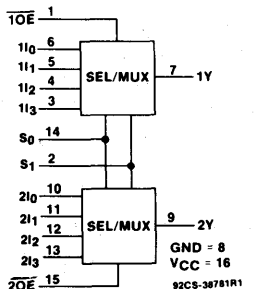 1OE 1
1I0 6
1I1 5
1I2 4
1I3 3
SEL/MUX
7 1Y
S0 14
S1 2
2I0 10
2I1 11
2I2 12
2I3 13
SEL/MUX
9 2Y
2OE 15
GND = 8
VCC = 16
92CS-38781R1